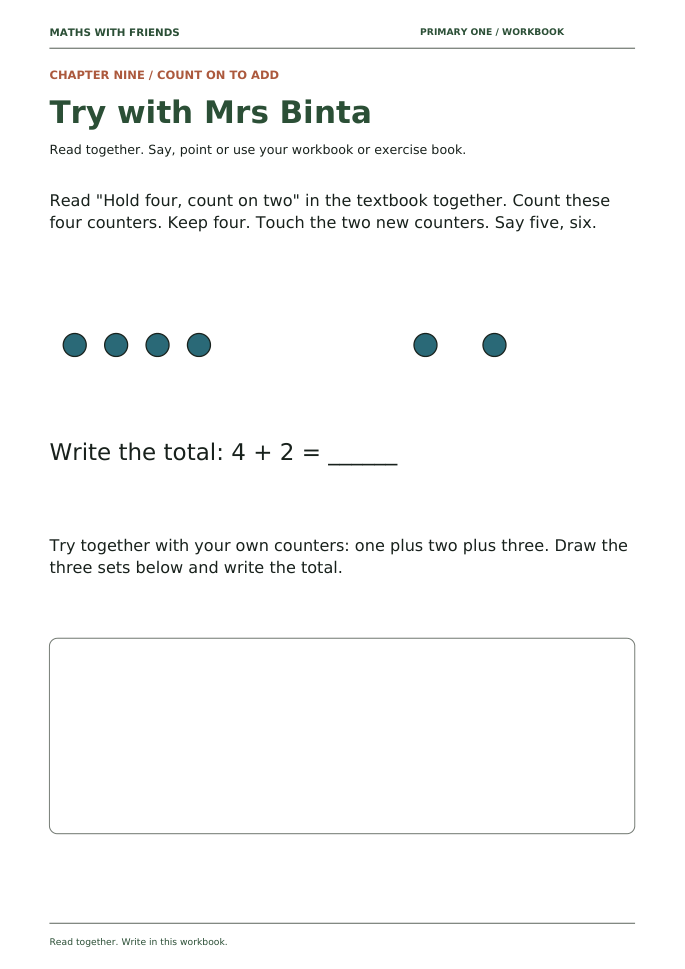 MATHS WITH FRIENDS
PRIMARY ONE / WORKBOOK
CHAPTER NINE / COUNT ON TO ADD
Try with Mrs Binta
Read together. Say, point or use your workbook or exercise book.
Read "Hold four, count on two" in the textbook together. Count these
four counters. Keep four. Touch the two new counters. Say five, six.
Write the total: 4 + 2 = ______
Try together with your own counters: one plus two plus three. Draw the
three sets below and write the total.
Read together. Write in this workbook.